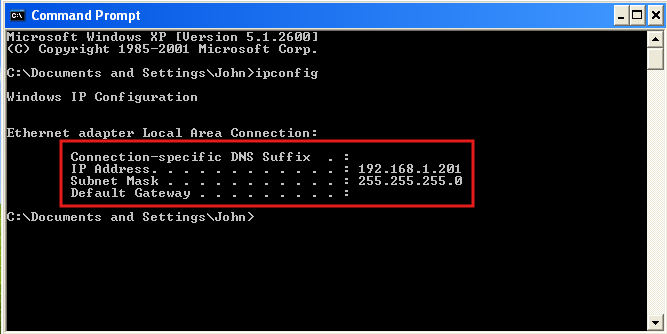 Command Prompt
Microsoft Windows XP [Version 5.1.2600]
(C) Copyright 1985-2001 Microsoft Corp.
C:\Documents and Settings\John>ipconfig
Windows IP Configuration
Ethernet adapter Local Area Connection:
Connection-specific DNS Suffix . :
IP Address. . . . . . . . . . . . : 192.168.1.201
Subnet Mask . . . . . . . . . . . : 255.255.255.0
Default Gateway . . . . . . . . . :
C:\Documents and Settings\John>